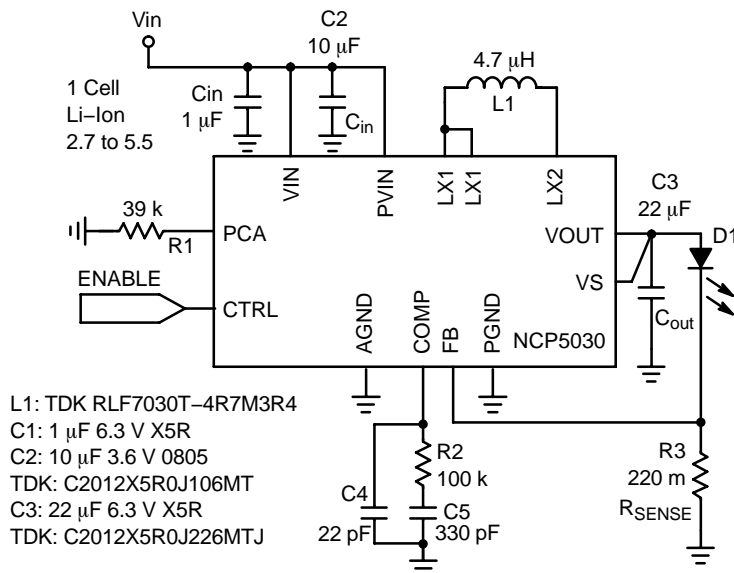 Vin
C2
10 μF
4.7 μH
L1
1 Cell
Li-Ion
2.7 to 5.5
Cin
1 μF
Cin
VIN
PVIN
LX1
LX1
LX2
C3
22 μF
39 k
R1
PCA
VOUT
D1
ENABLE
CTRL
VS
Cout
AGND
COMP
FB
PGND
NCP5030
L1: TDK RLF7030T−4R7M3R4
C1: 1 μF 6.3 V X5R
C2: 10 μF 3.6 V 0805
TDK: C2012X5R0J106MT
C3: 22 μF 6.3 V X5R
TDK: C2012X5R0J226MTJ
R2
100 k
C4
22 pF
C5
330 pF
R3
220 m
RSENSE